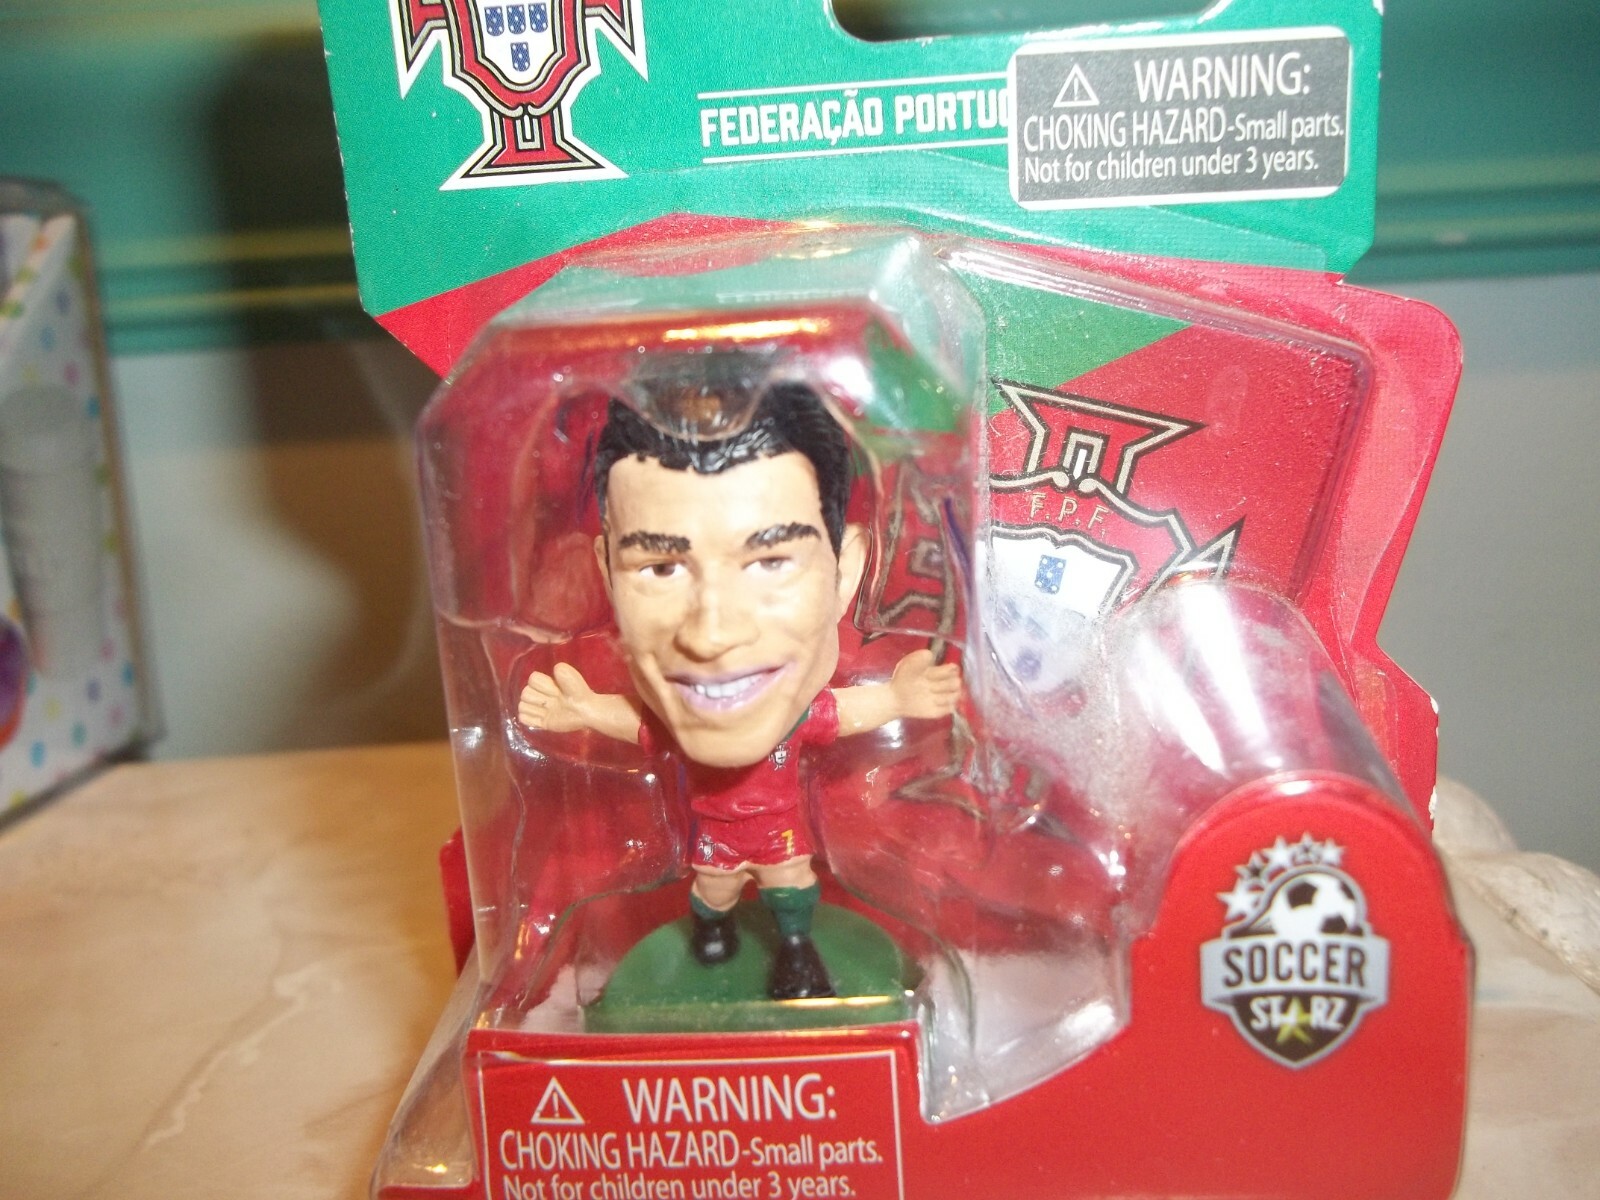 FEDERAÇÃO PORTUG
WARNING:
CHOKING HAZARD-Small parts.
Not for children under 3 years.
F.P.F
7
SOCCER
STARZ
WARNING:
CHOKING HAZARD-Small parts.
Not for children under 3 years.